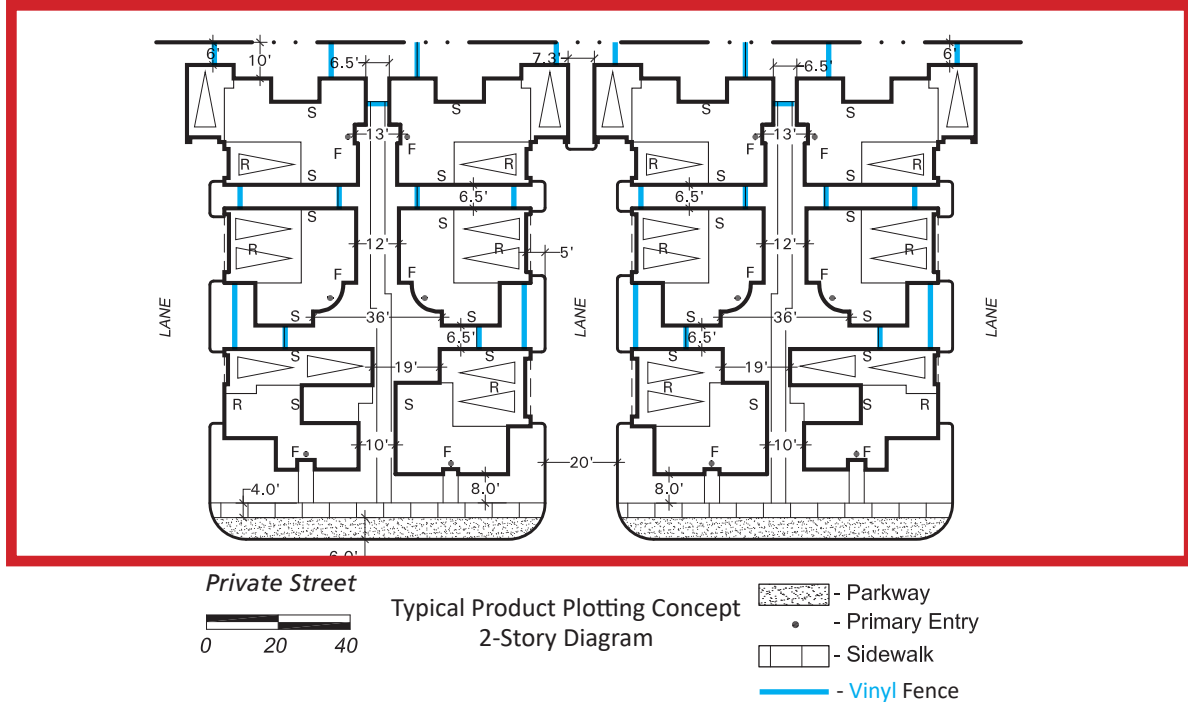 6' 10' 6.5' 7.3' 6.5' 6'
S S S S
13' 13'
F F F F
R R R R
S S S S
6.5' 6.5'
S S S S
R 12' R R 12' R
5'
F F F F
LANE LANE LANE
S 36' S S 36' S
6.5' 6.5'
S S S S
19' 19'
R R
R S S S S R
F 10' F F 10' F
20'
4.0' 8.0' 8.0'
6.0'
Private Street
0 20 40
Typical Product Plotting Concept
2-Story Diagram
- Parkway
- Primary Entry
- Sidewalk
- Vinyl Fence